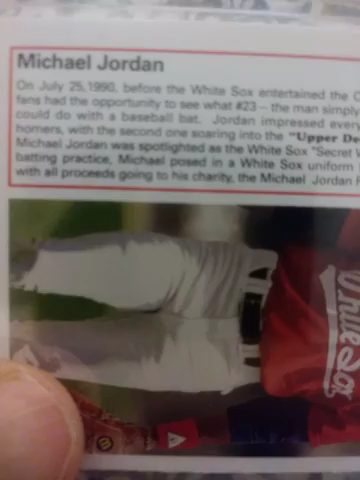 Michael Jordan
On July 25,1990, before the White Sox entertained the
fans had the opportunity to see what #23 -- the man simply
could do with a baseball bat. Jordan impressed every
homers, with the second one soaring into the "Upper De
Michael Jordan was spotlighted as the White Sox "Secret
batting practice, Michael posed in a White Sox uniform
with all proceeds going to his charity, the Michael Jordan F
White Sox